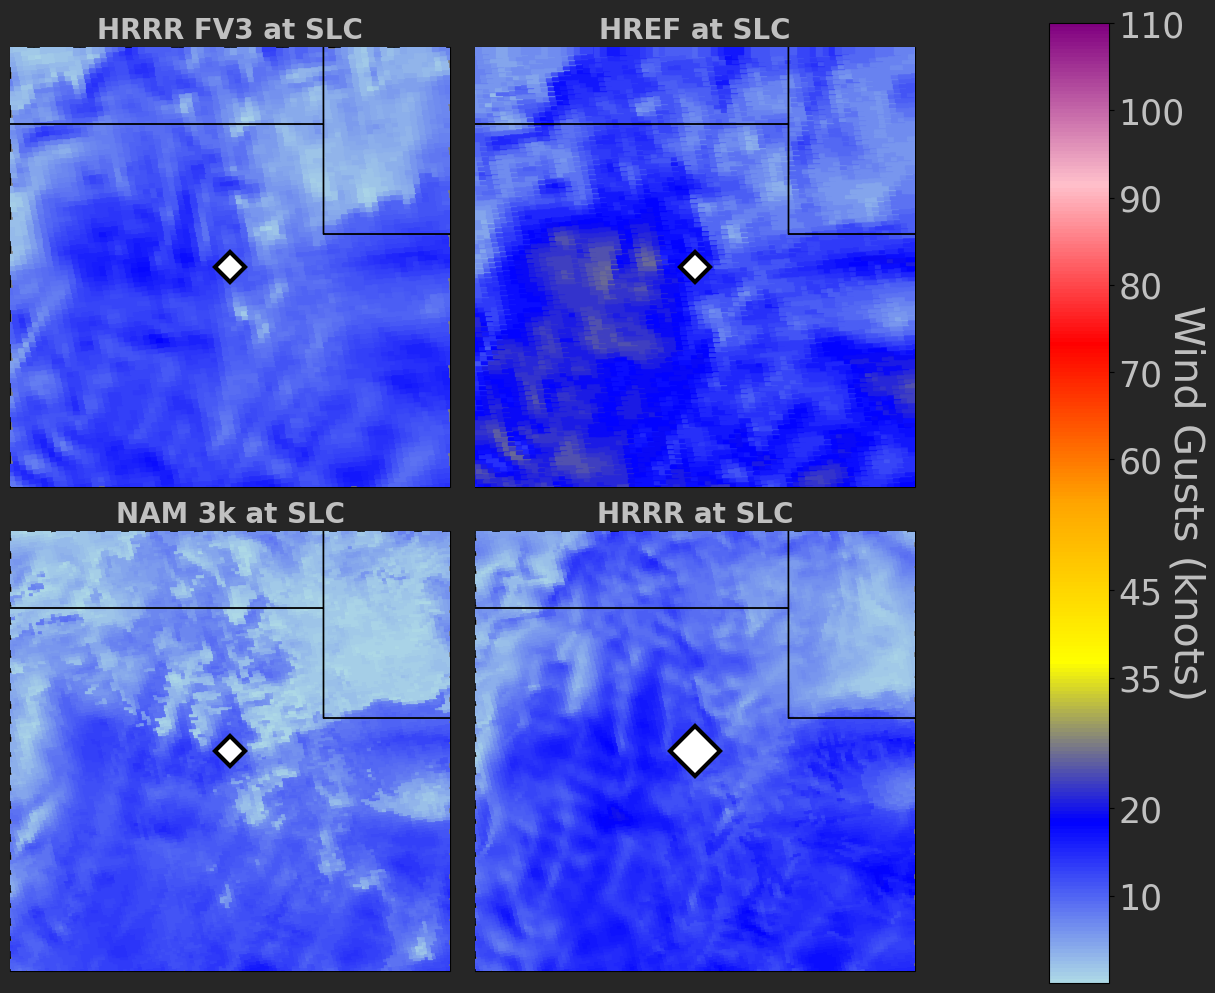 HRRR FV3 at SLC
HREF at SLC
NAM 3k at SLC
HRRR at SLC
110
100
90
80
70
60
45
35
20
10
Wind Gusts (knots)